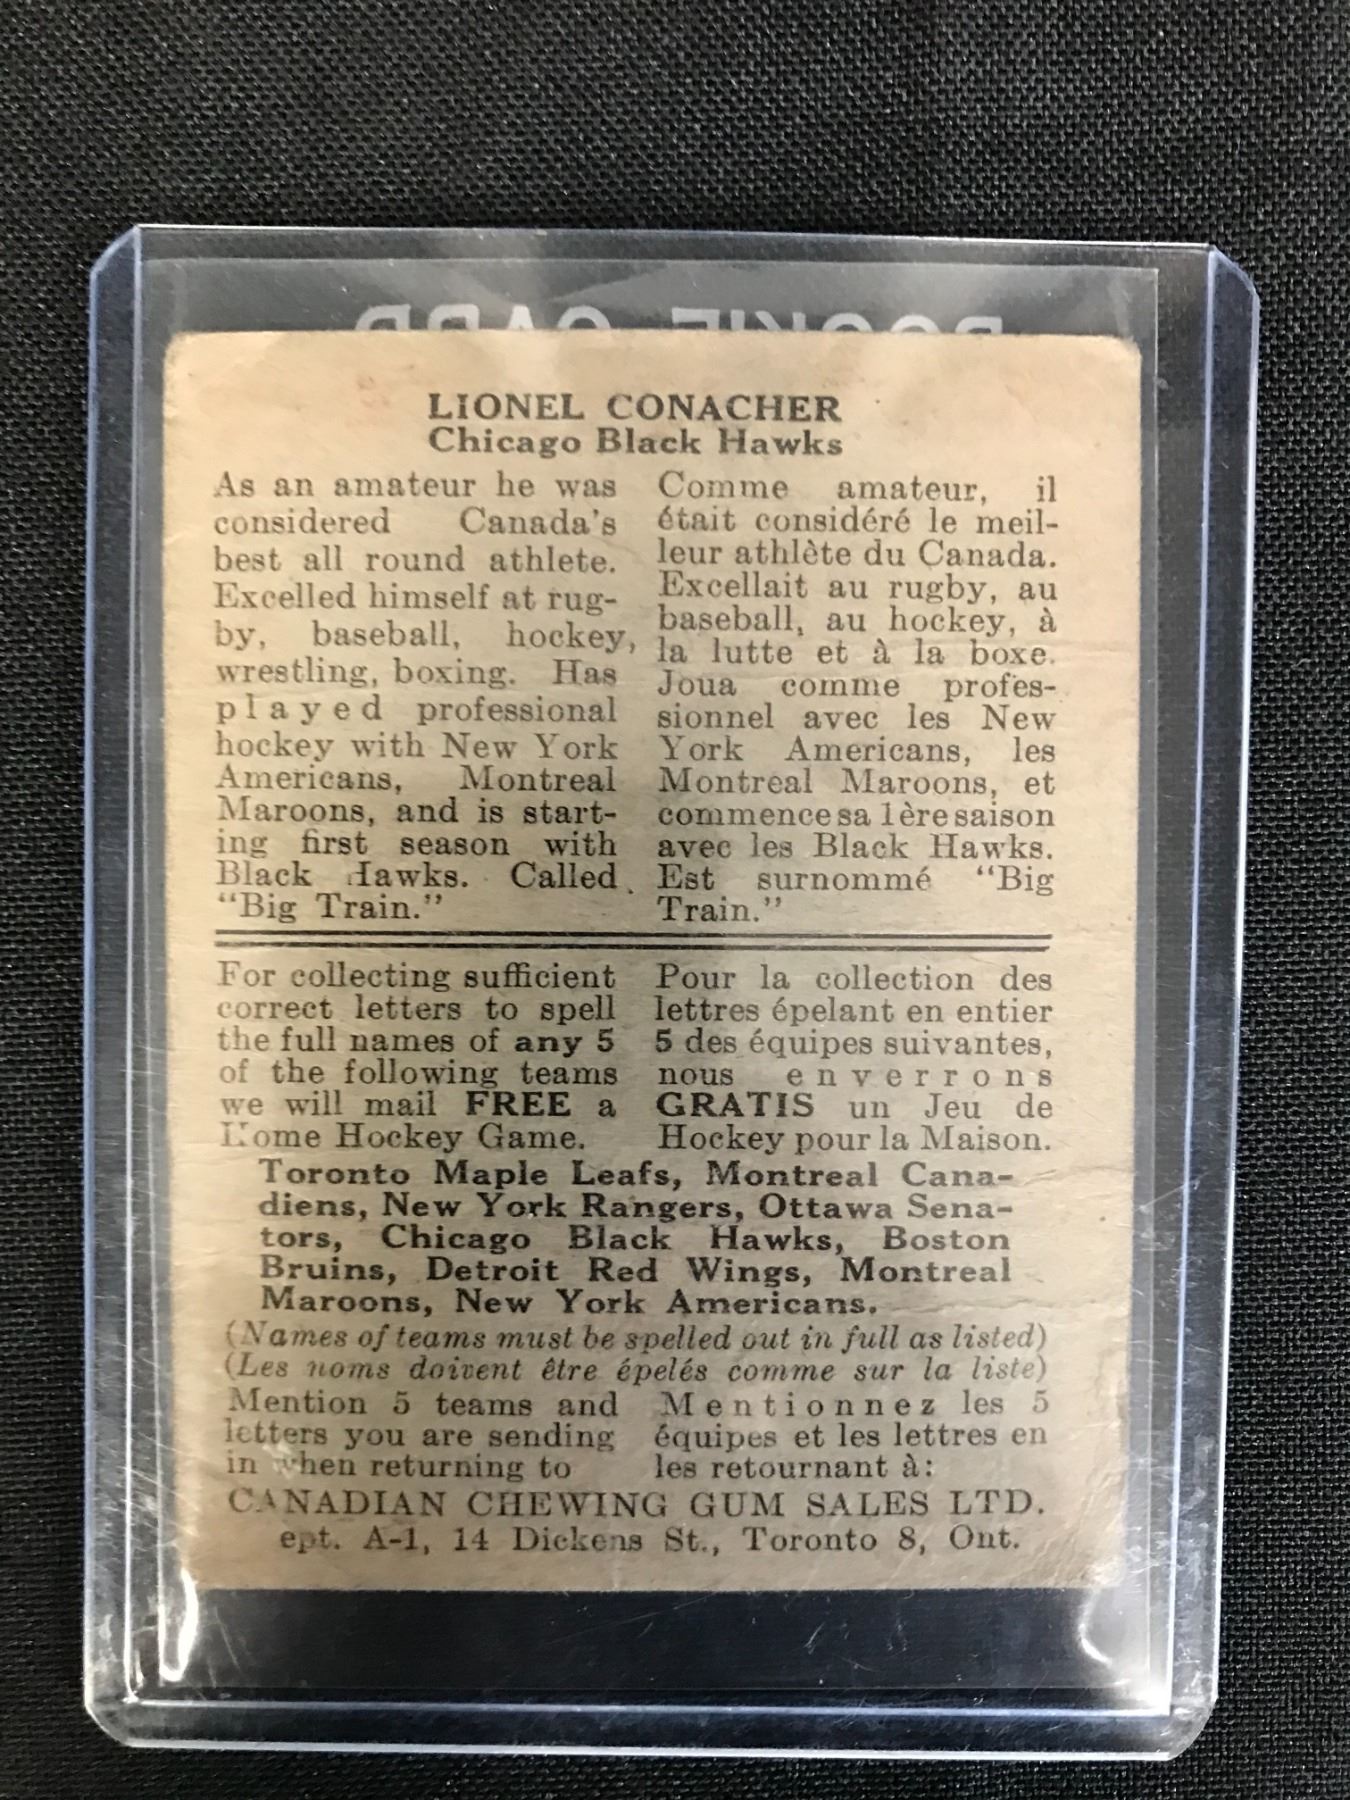 ROOKIE CARD
LIONEL CONACHER
Chicago Black Hawks
As an amateur he was
considered Canada's
best all round athlete.
Excelled himself at rug-
by, baseball, hockey,
wrestling, boxing. Has
played professional
hockey with New York
Americans, Montreal
Maroons, and is start-
ing first season with
Black Hawks. Called
"Big Train."
Comme amateur, il
était considéré le meil-
leur athlète du Canada.
Excellait au rugby, au
baseball, au hockey, à
la lutte et à la boxe.
Joua comme profes-
sionnel avec les New
York Americans, les
Montreal Maroons, et
commence sa 1ère saison
avec les Black Hawks.
Est surnommé "Big
Train."
For collecting sufficient
correct letters to spell
the full names of any 5
of the following teams
we will mail FREE a
Home Hockey Game.
Pour la collection des
lettres épelant en entier
5 des équipes suivantes,
nous enverrons
GRATIS un Jeu de
Hockey pour la Maison.
Toronto Maple Leafs, Montreal Cana-
diens, New York Rangers, Ottawa Sena-
tors, Chicago Black Hawks, Boston
Bruins, Detroit Red Wings, Montreal
Maroons, New York Americans.
(Names of teams must be spelled out in full as listed)
(Les noms doivent être épelés comme sur la liste)
Mention 5 teams and
letters you are sending
in when returning to
Mentionnez les 5
équipes et les lettres en
les retournant à:
CANADIAN CHEWING GUM SALES LTD.
ept. A-1, 14 Dickens St., Toronto 8, Ont.